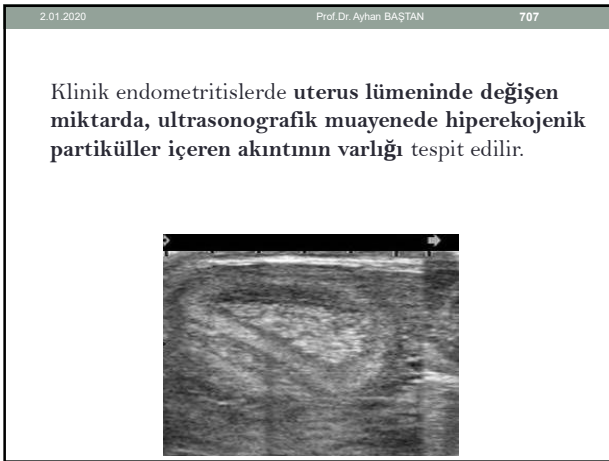 2.01.2020 Prof.Dr. Ayhan BAŞTAN 707
Klinik endometritislerde uterus lümeninde değişen
miktarda, ultrasonografik muayenede hiperekojenik
partiküller içeren akıntının varlığı tespit edilir.